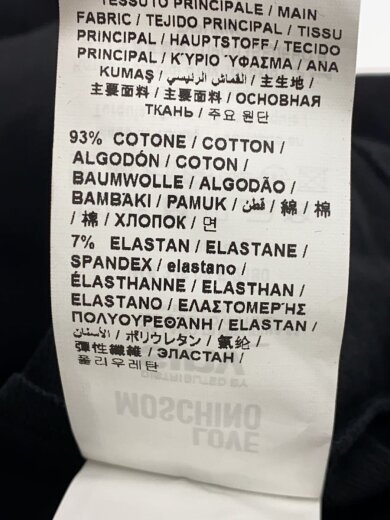 TESSUTO PRINCIPALE / MAIN
FABRIC / TEJIDO PRINCIPAL / TISSU
PRINCIPAL / HAUPTSTOFF / TECIDO
PRINCIPAL / ΚΎΡΙΟ ΎΦΑΣΜΑ / ANA
KUMAŞ / القماش الرئيسي / 主生地 /
主要面料 / 主要面料 / ОСНОВНАЯ
ТКАНЬ / 주요 원단
93% COTONE / COTTON /
ALGODÓN / COTON /
BAUMWOLLE / ALGODÃO /
ΒΑΜΒΆΚΙ / PAMUK / قطن / 綿 / 棉
/ 棉 / ХЛОПОК / 면
7% ELASTAN / ELASTANE /
SPANDEX / elastano /
ÉLASTHANNE / ELASTHAN /
ELASTANO / ΕΛΑΣΤΟΜΕΡΉΣ
ΠΟΛΥΟΥΡΕΘΆΝΗ / ELASTAN /
الأستان / ポリウレタン / 氨纶 /
彈性纖維 / ЭЛАСТАН /
폴리우레탄
DISTRIBUTED BY
MOSCHINO
LOVE